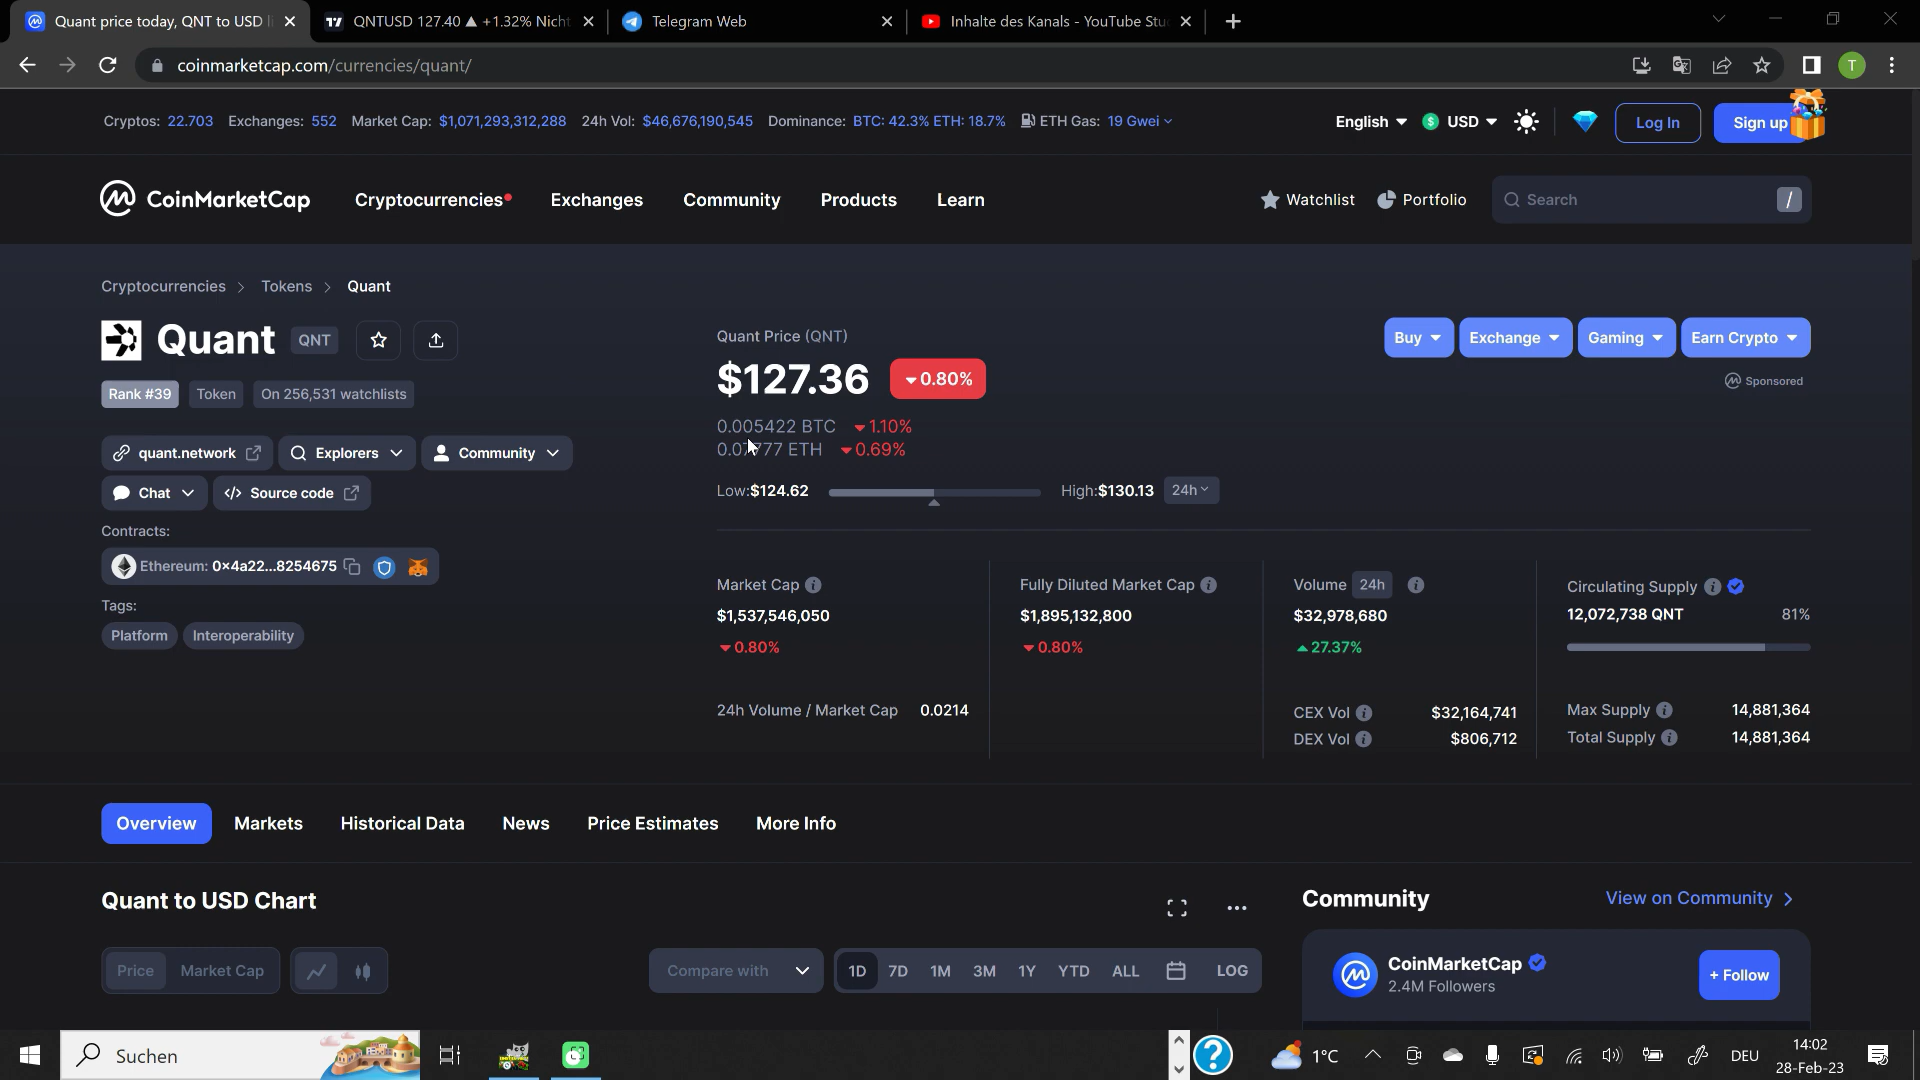 Quant price today, QNT to USD li
QNTUSD 127.40 ▲ +1.32% Nicht
Telegram Web
Inhalte des Kanals - YouTube Stu
coinmarketcap.com/currencies/quant/
T
Cryptos: 22.703 Exchanges: 552 Market Cap: $1,071,293,312,288 24h Vol: $46,676,190,545 Dominance: BTC: 42.3% ETH: 18.7% ETH Gas: 19 Gwei
English USD Log In Sign up
CoinMarketCap Cryptocurrencies Exchanges Community Products Learn Watchlist Portfolio Search /
Cryptocurrencies > Tokens > Quant
Quant QNT
Rank #39 Token On 256,531 watchlists
quant.network Explorers Community
Chat Source code
Contracts:
Ethereum: 0x4a22...8254675
Tags:
Platform Interoperability
Quant Price (QNT)
$127.36 0.80%
0.005422 BTC 1.10%
0.07777 ETH 0.69%
Low:$124.62 High:$130.13 24h
Buy Exchange Gaming Earn Crypto
Sponsored
Market Cap
$1,537,546,050
0.80%
24h Volume / Market Cap 0.0214
Fully Diluted Market Cap
$1,895,132,800
0.80%
Volume 24h
$32,978,680
27.37%
CEX Vol $32,164,741
DEX Vol $806,712
Circulating Supply
12,072,738 QNT 81%
Max Supply 14,881,364
Total Supply 14,881,364
Overview Markets Historical Data News Price Estimates More Info
Quant to USD Chart
Price Market Cap
Compare with 1D 7D 1M 3M 1Y YTD ALL LOG
Community View on Community >
CoinMarketCap
2.4M Followers
+ Follow
Suchen
1°C
DEU
14:02
28-Feb-23